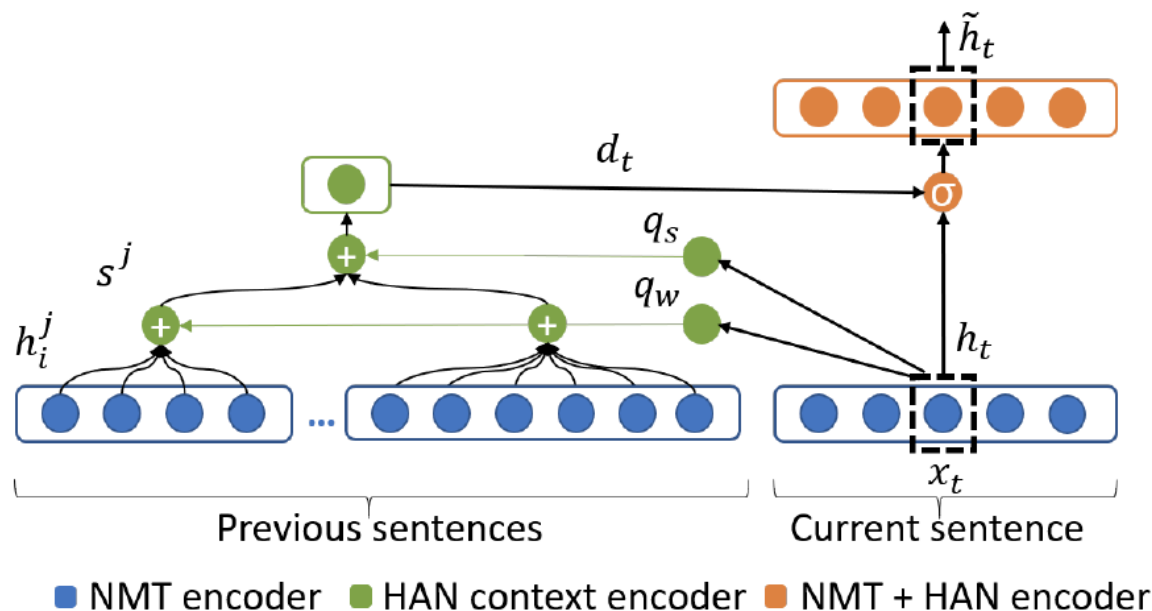 h̃_t
d_t
σ
q_s
+
s^j
q_w
+ +
h_i^j
h_t
...
x_t
Previous sentences Current sentence
NMT encoder HAN context encoder NMT + HAN encoder